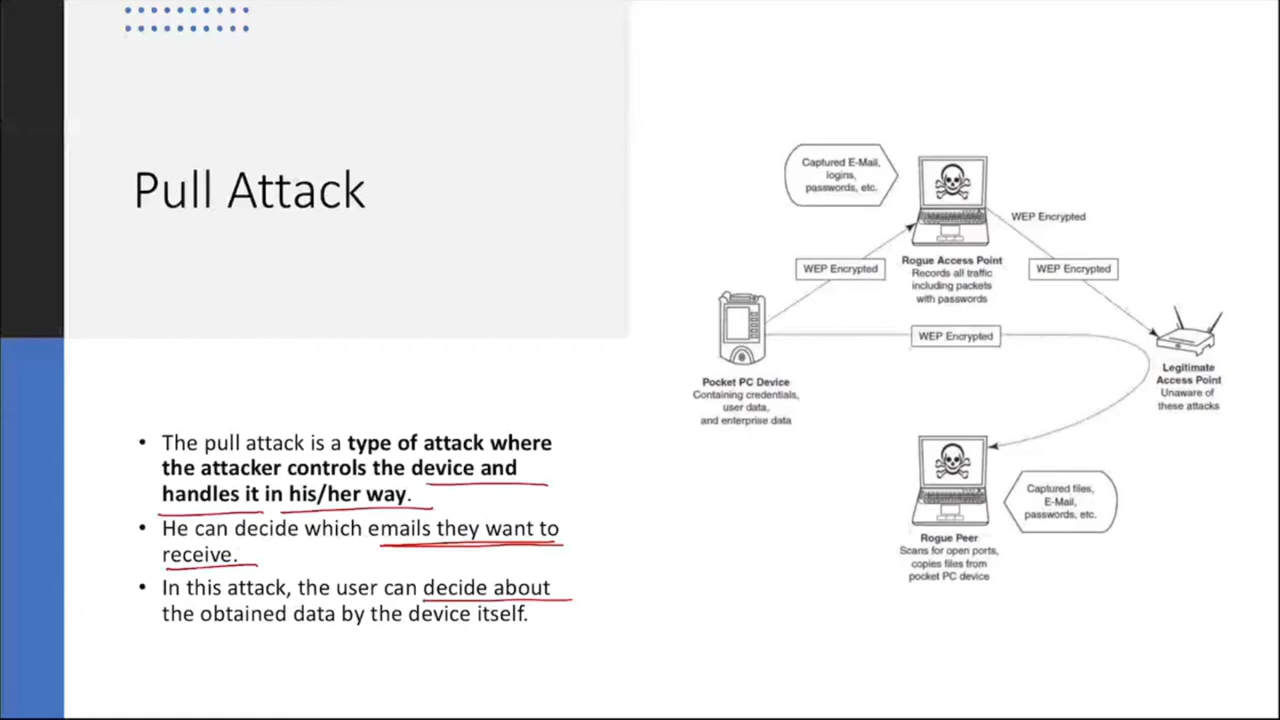 Pull Attack
• The pull attack is a type of attack where
the attacker controls the device and
handles it in his/her way.
• He can decide which emails they want to
receive.
• In this attack, the user can decide about
the obtained data by the device itself.
Captured E-Mail,
logins,
passwords, etc.
WEP Encrypted
Rogue Access Point
Records all traffic
including packets
with passwords
WEP Encrypted
WEP Encrypted
WEP Encrypted
Pocket PC Device
Containing credentials,
user data,
and enterprise data
Legitimate
Access Point
Unaware of
these attacks
Captured files,
E-Mail,
passwords, etc.
Rogue Peer
Scans for open ports,
copies files from
pocket PC device